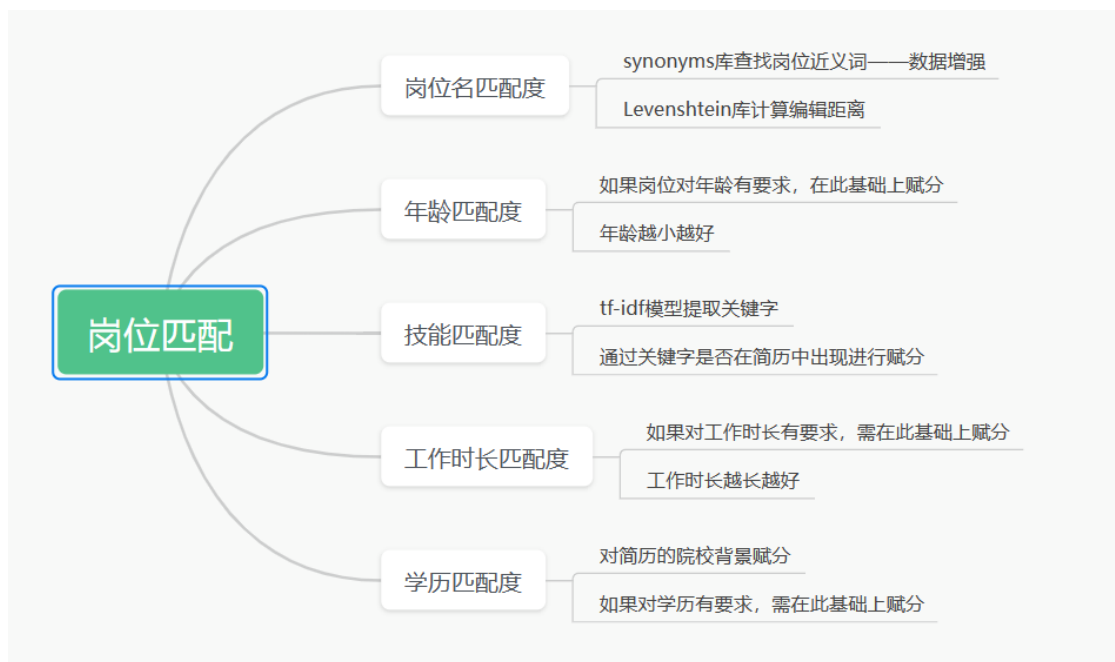 岗位匹配
岗位名匹配度
synonyms库查找岗位近义词——数据增强
Levenshtein库计算编辑距离
年龄匹配度
如果岗位对年龄有要求，在此基础上赋分
年龄越小越好
技能匹配度
tf-idf模型提取关键字
通过关键字是否在简历中出现进行赋分
工作时长匹配度
如果对工作时长有要求，需在此基础上赋分
工作时长越长越好
学历匹配度
对简历的院校背景赋分
如果对学历有要求，需在此基础上赋分